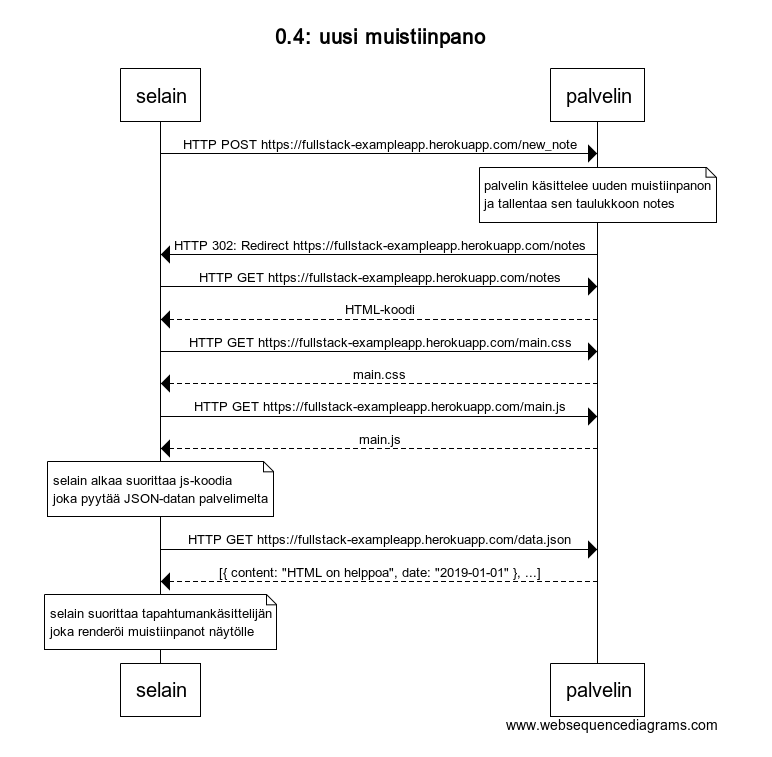 0.4: uusi muistiinpano
selain
palvelin
HTTP POST https://fullstack-exampleapp.herokuapp.com/new_note
palvelin käsittelee uuden muistiinpanon
ja tallentaa sen taulukkoon notes
HTTP 302: Redirect https://fullstack-exampleapp.herokuapp.com/notes
HTTP GET https://fullstack-exampleapp.herokuapp.com/notes
HTML-koodi
HTTP GET https://fullstack-exampleapp.herokuapp.com/main.css
main.css
HTTP GET https://fullstack-exampleapp.herokuapp.com/main.js
main.js
selain alkaa suorittaa js-koodia
joka pyytää JSON-datan palvelimelta
HTTP GET https://fullstack-exampleapp.herokuapp.com/data.json
[{ content: "HTML on helppoa", date: "2019-01-01" }, ...]
selain suorittaa tapahtumankäsittelijän
joka renderöi muistiinpanot näytölle
selain
palvelin
www.websequencediagrams.com